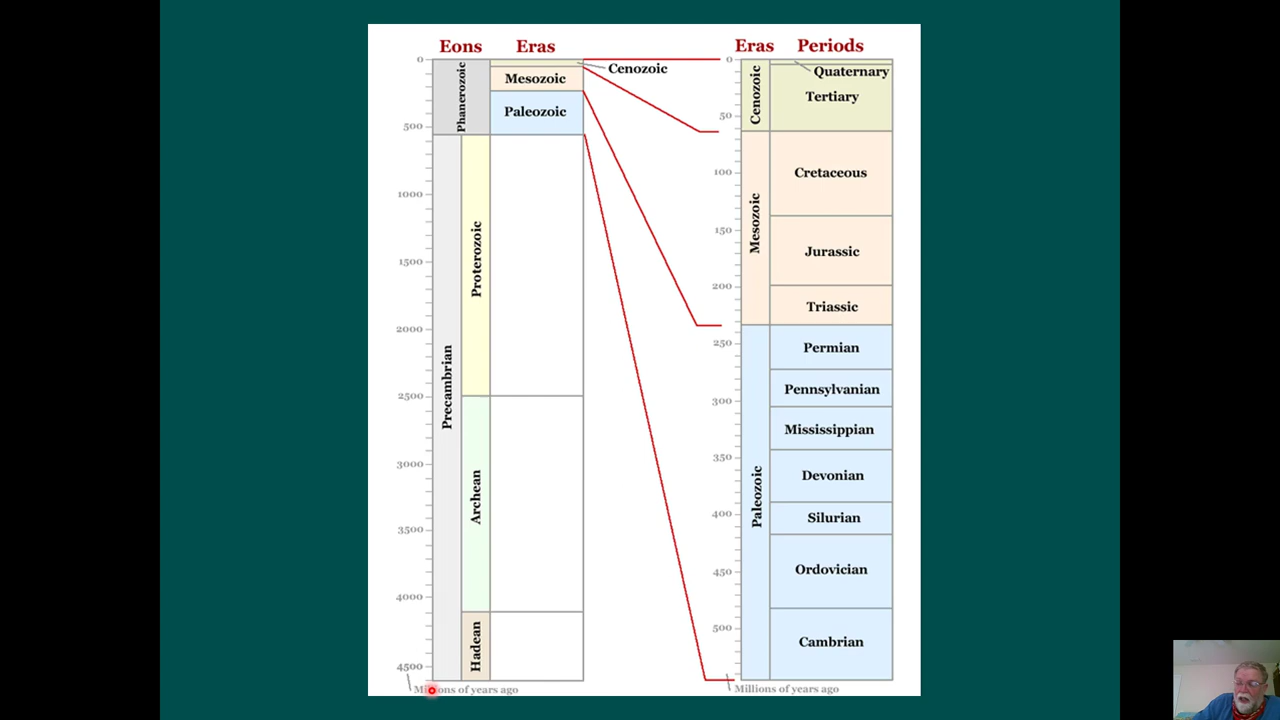 Eons Eras
0
500
1000
1500
2000
2500
3000
3500
4000
4500
Phanerozoic
Precambrian
Proterozoic
Archean
Hadean
Cenozoic
Mesozoic
Paleozoic
Millions of years ago
Eras Periods
0
50
100
150
200
250
300
350
400
450
500
Cenozoic
Mesozoic
Paleozoic
Quaternary
Tertiary
Cretaceous
Jurassic
Triassic
Permian
Pennsylvanian
Mississippian
Devonian
Silurian
Ordovician
Cambrian
Millions of years ago